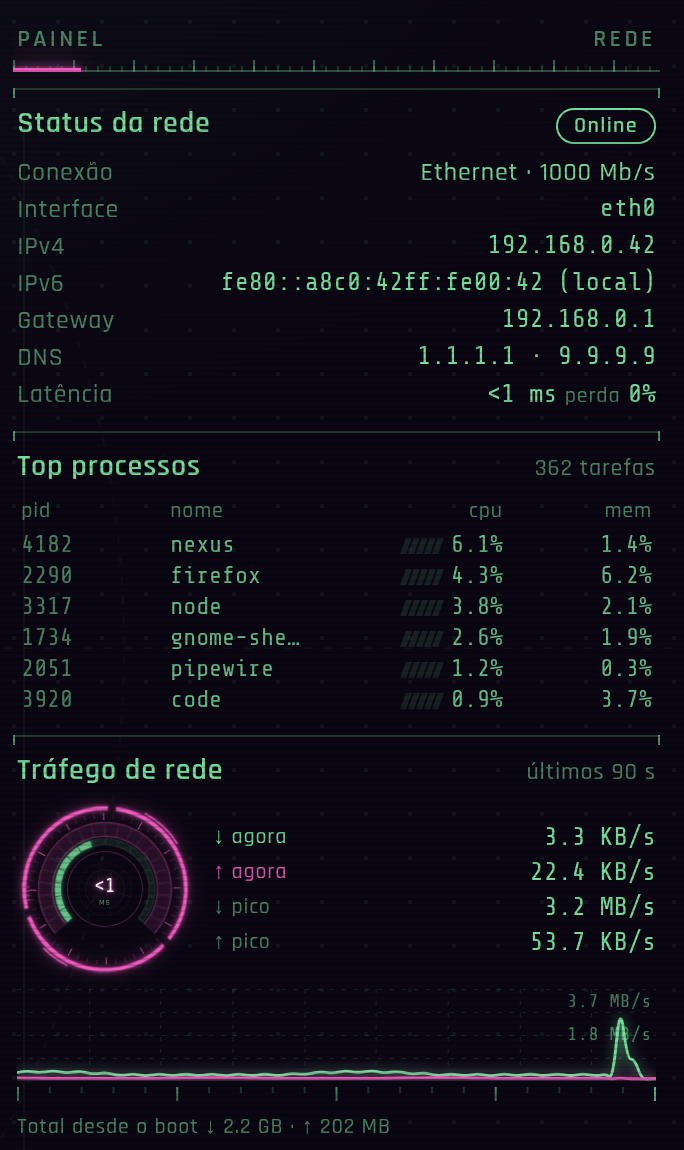 PAINEL REDE
Status da rede Online
Conexão Ethernet · 1000 Mb/s
Interface eth0
IPv4 192.168.0.42
IPv6 fe80::a8c0:42ff:fe00:42 (local)
Gateway 192.168.0.1
DNS 1.1.1.1 · 9.9.9.9
Latência <1 ms perda 0%
Top processos 362 tarefas
pid nome cpu mem
4182 nexus 6.1% 1.4%
2290 firefox 4.3% 6.2%
3317 node 3.8% 2.1%
1734 gnome-she… 2.6% 1.9%
2051 pipewire 1.2% 0.3%
3920 code 0.9% 3.7%
Tráfego de rede últimos 90 s
<1
MS
↓ agora 3.3 KB/s
↑ agora 22.4 KB/s
↓ pico 3.2 MB/s
↑ pico 53.7 KB/s
3.7 MB/s
1.8 MB/s
Total desde o boot ↓ 2.2 GB · ↑ 202 MB